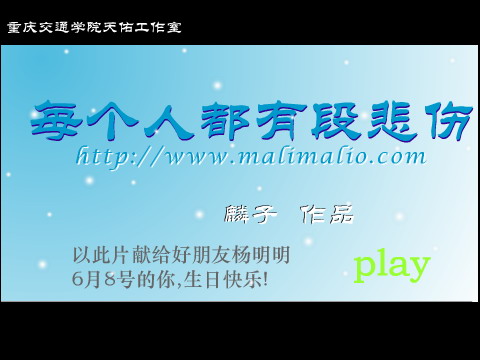 重庆交通学院天佑工作室
每个人都有段悲伤
http://www.malimalio.com
麟子 作品
以此片献给好朋友杨明明
6月8号的你,生日快乐!
play